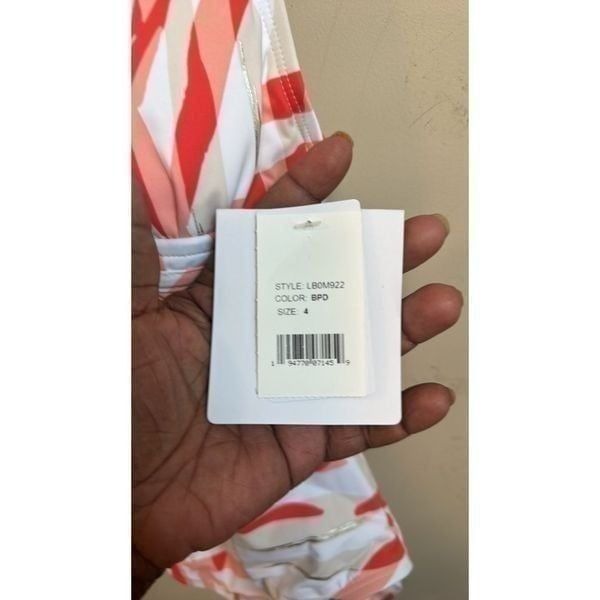 STYLE: LB0M922
COLOR: BPD
SIZE: 4
1 94770 07145 9